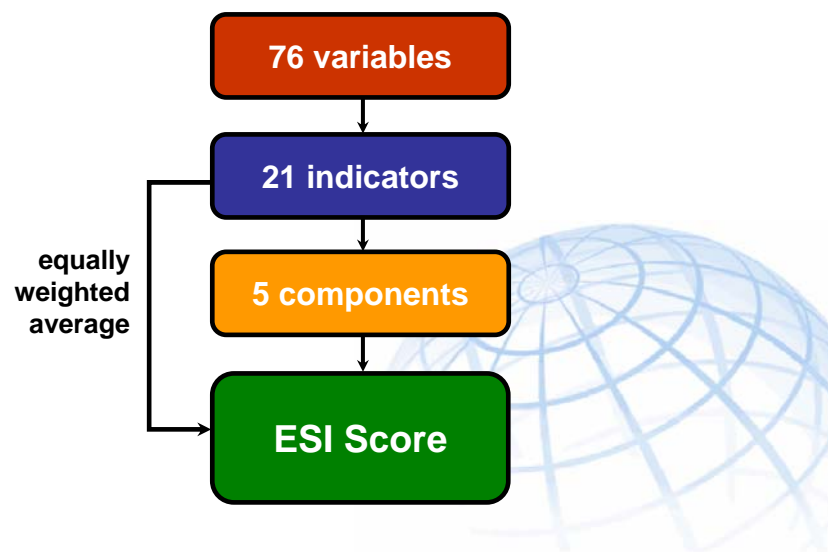 76 variables
21 indicators
equally
weighted
average
5 components
ESI Score